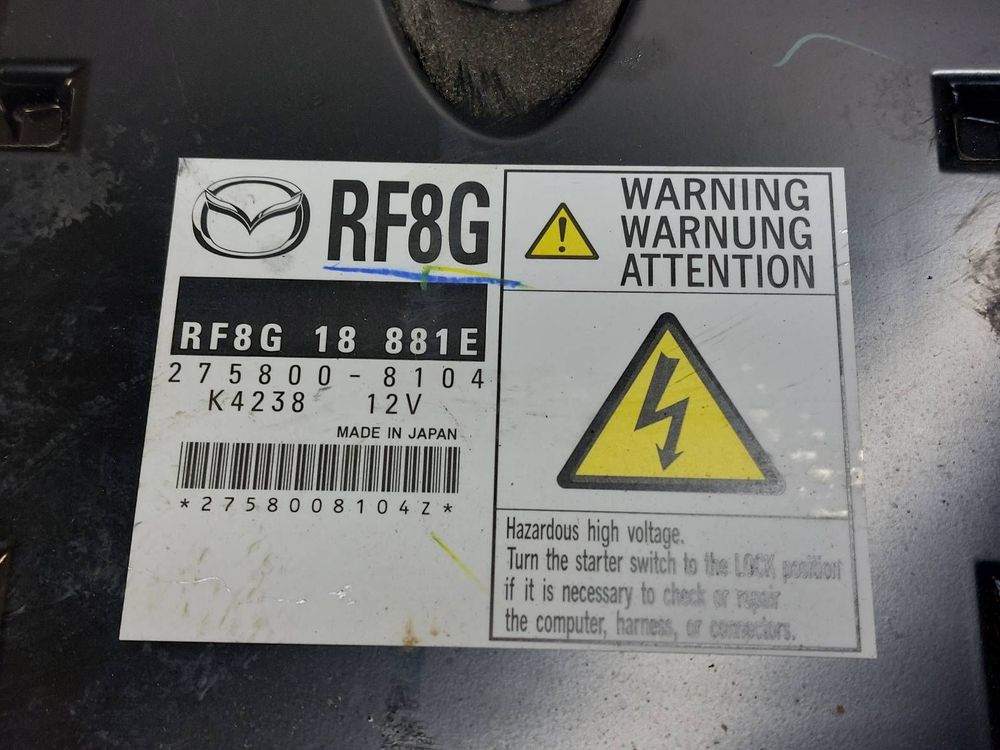 RF8G
RF8G 18 881E
275800-8104
K4238 12V
MADE IN JAPAN
*2758008104Z*
WARNING
WARNUNG
ATTENTION
Hazardous high voltage.
Turn the starter switch to the LOCK position
if it is necessary to check or repair
the computer, harness, or connectors.